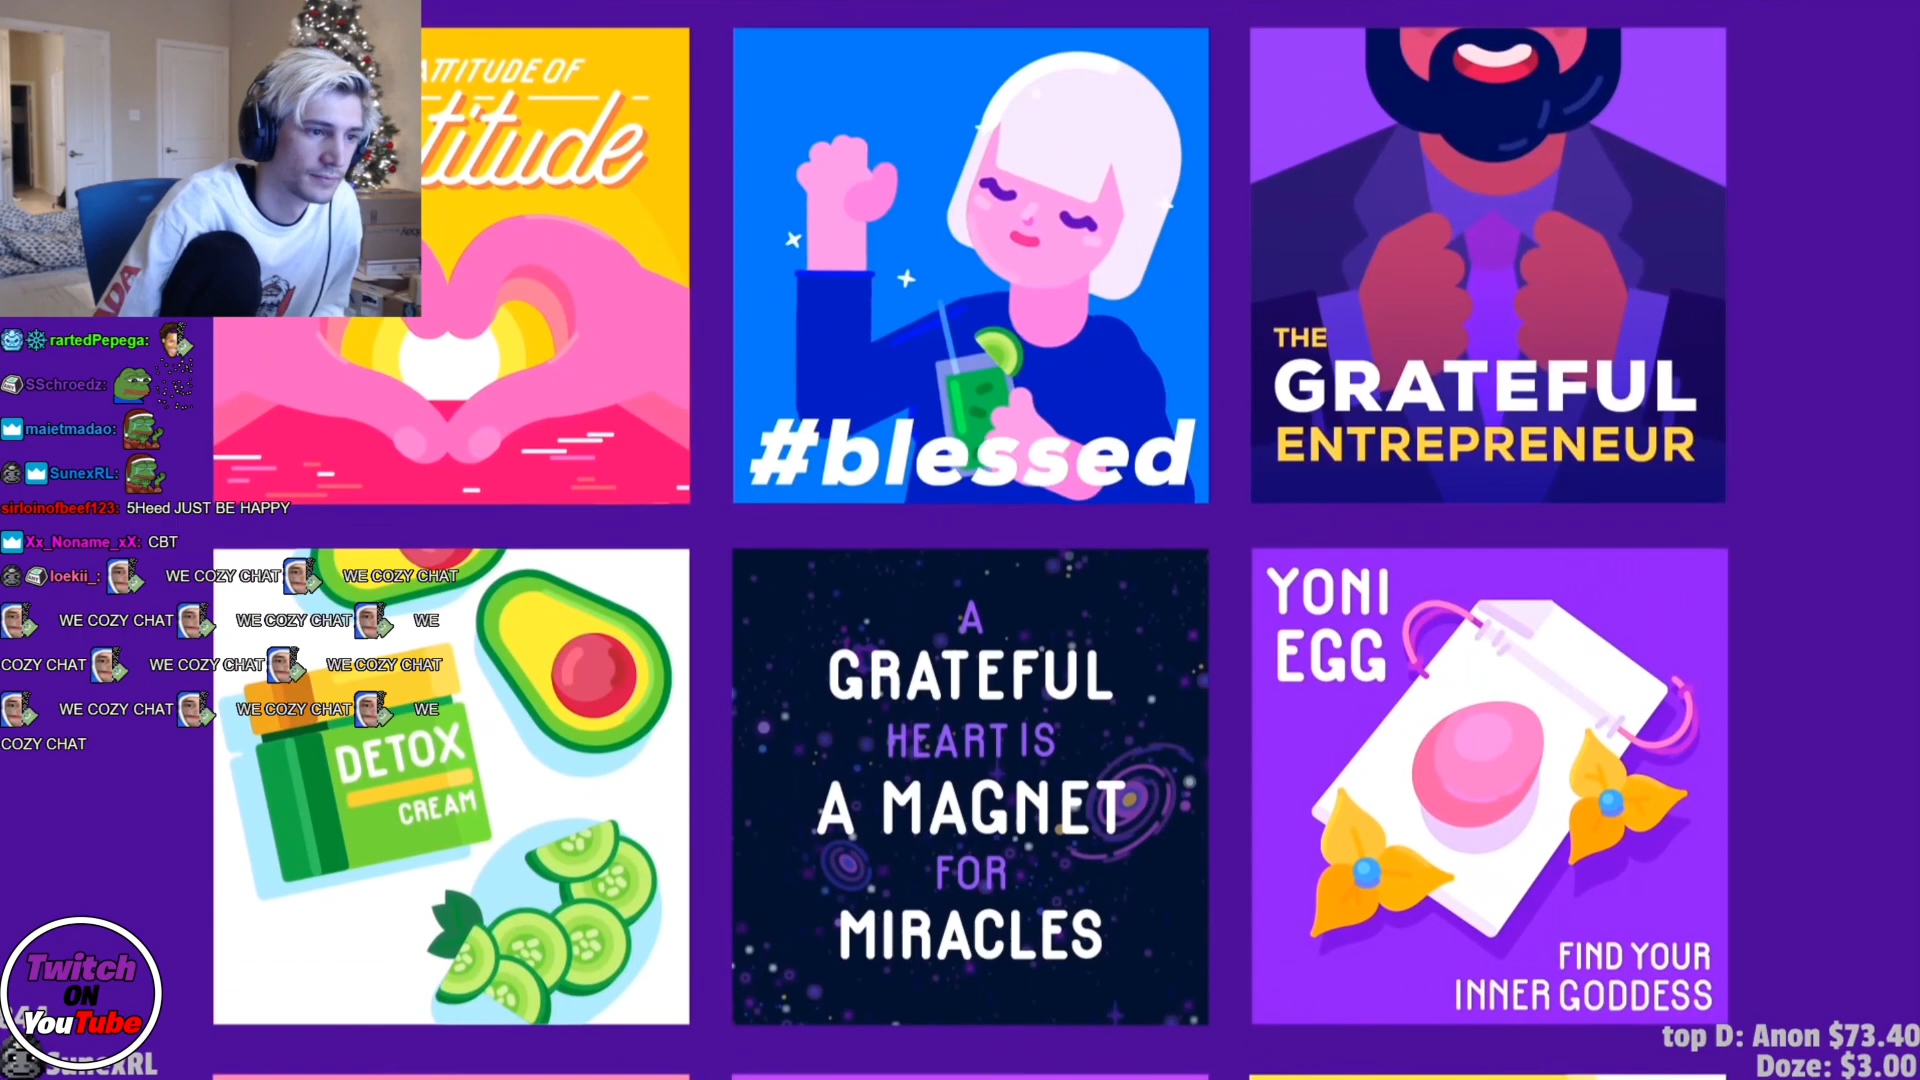 ATTITUDE OF
titude
#blessed
THE
GRATEFUL
ENTREPRENEUR
rartedPepega:
SSchroedz:
maietmadao:
SunexRL:
sirloinofbeef123: 5Heed JUST BE HAPPY
Xx_Noname_xX: CBT
loekii_: WE COZY CHAT WE COZY CHAT
WE COZY CHAT WE COZY CHAT WE
COZY CHAT WE COZY CHAT WE COZY CHAT
WE COZY CHAT WE COZY CHAT WE
COZY CHAT
DETOX
CREAM
A
GRATEFUL
HEART IS
A MAGNET
FOR
MIRACLES
YONI
EGG
FIND YOUR
INNER GODDESS
Twitch
ON
YouTube
SunexRL
top D: Anon $73.40
Doze: $3.00